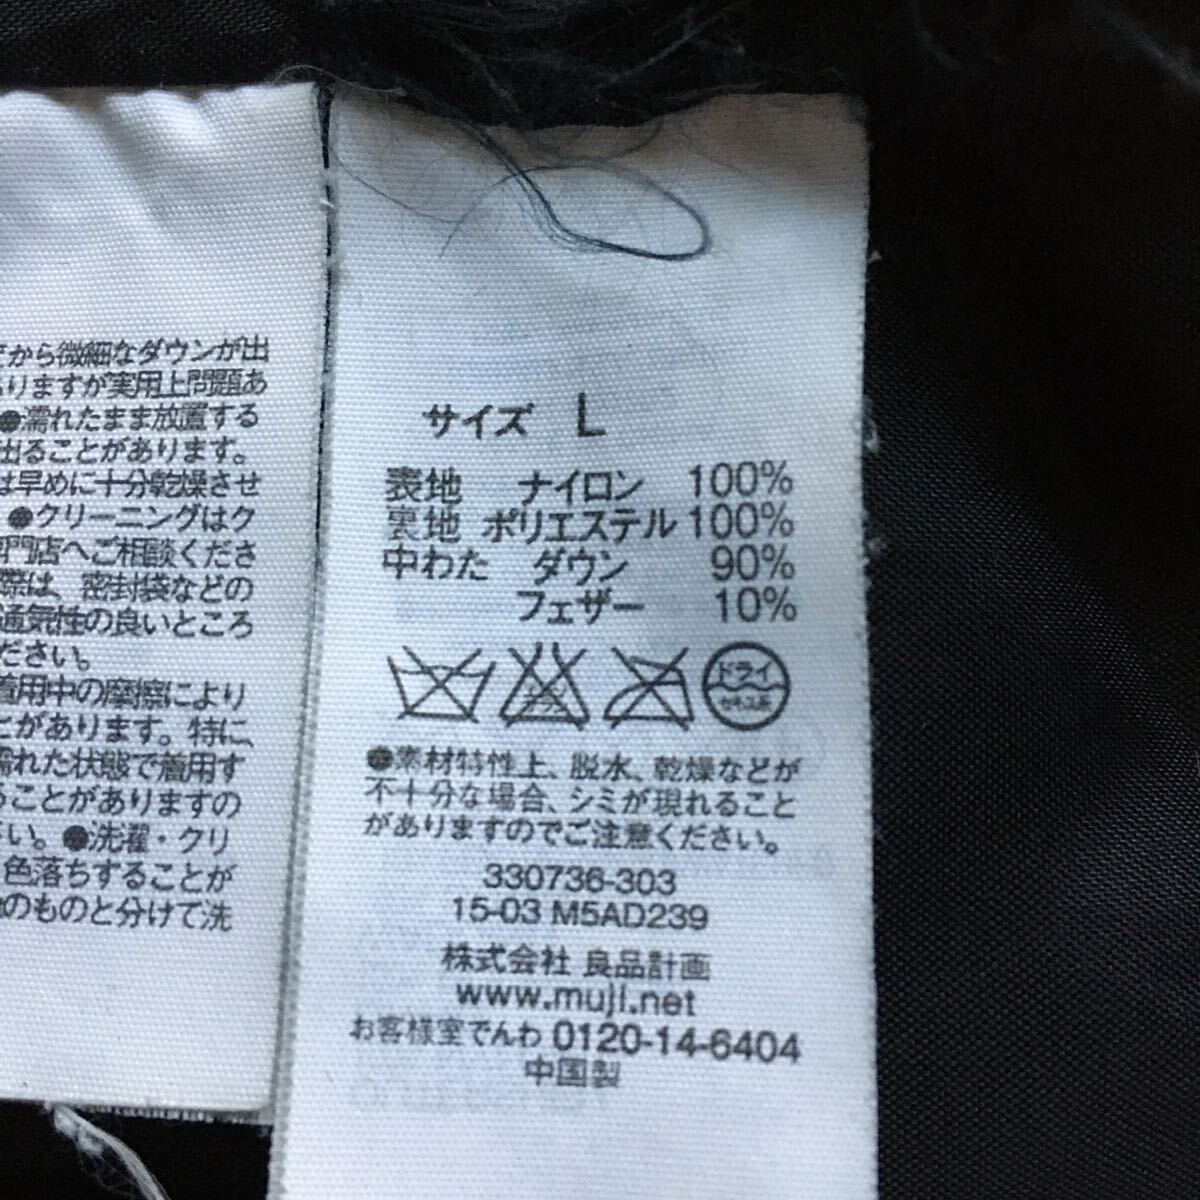 から微細なダウンが出
りますが実用上問題あ
●濡れたまま放置する
出ることがあります。
は早めに十分乾燥させ
●クリーニングはク
専門店へご相談くださ
際は、密封袋などの
通気性の良いところ
ださい。
着用中の摩擦により
とがあります。特に、
濡れた状態で着用す
ることがありますの
さい。●洗濯・クリ
色落ちすることが
のものと分けて洗
サイズ L
表地 ナイロン 100%
裏地 ポリエステル 100%
中わた ダウン 90%
フェザー 10%
ドライ
セキユ系
●素材特性上、脱水、乾燥などが
不十分な場合、シミが現れること
がありますのでご注意ください。
330736-303
15-03 M5AD239
株式会社 良品計画
www.muji.net
お客様室でんわ 0120-14-6404
中国製